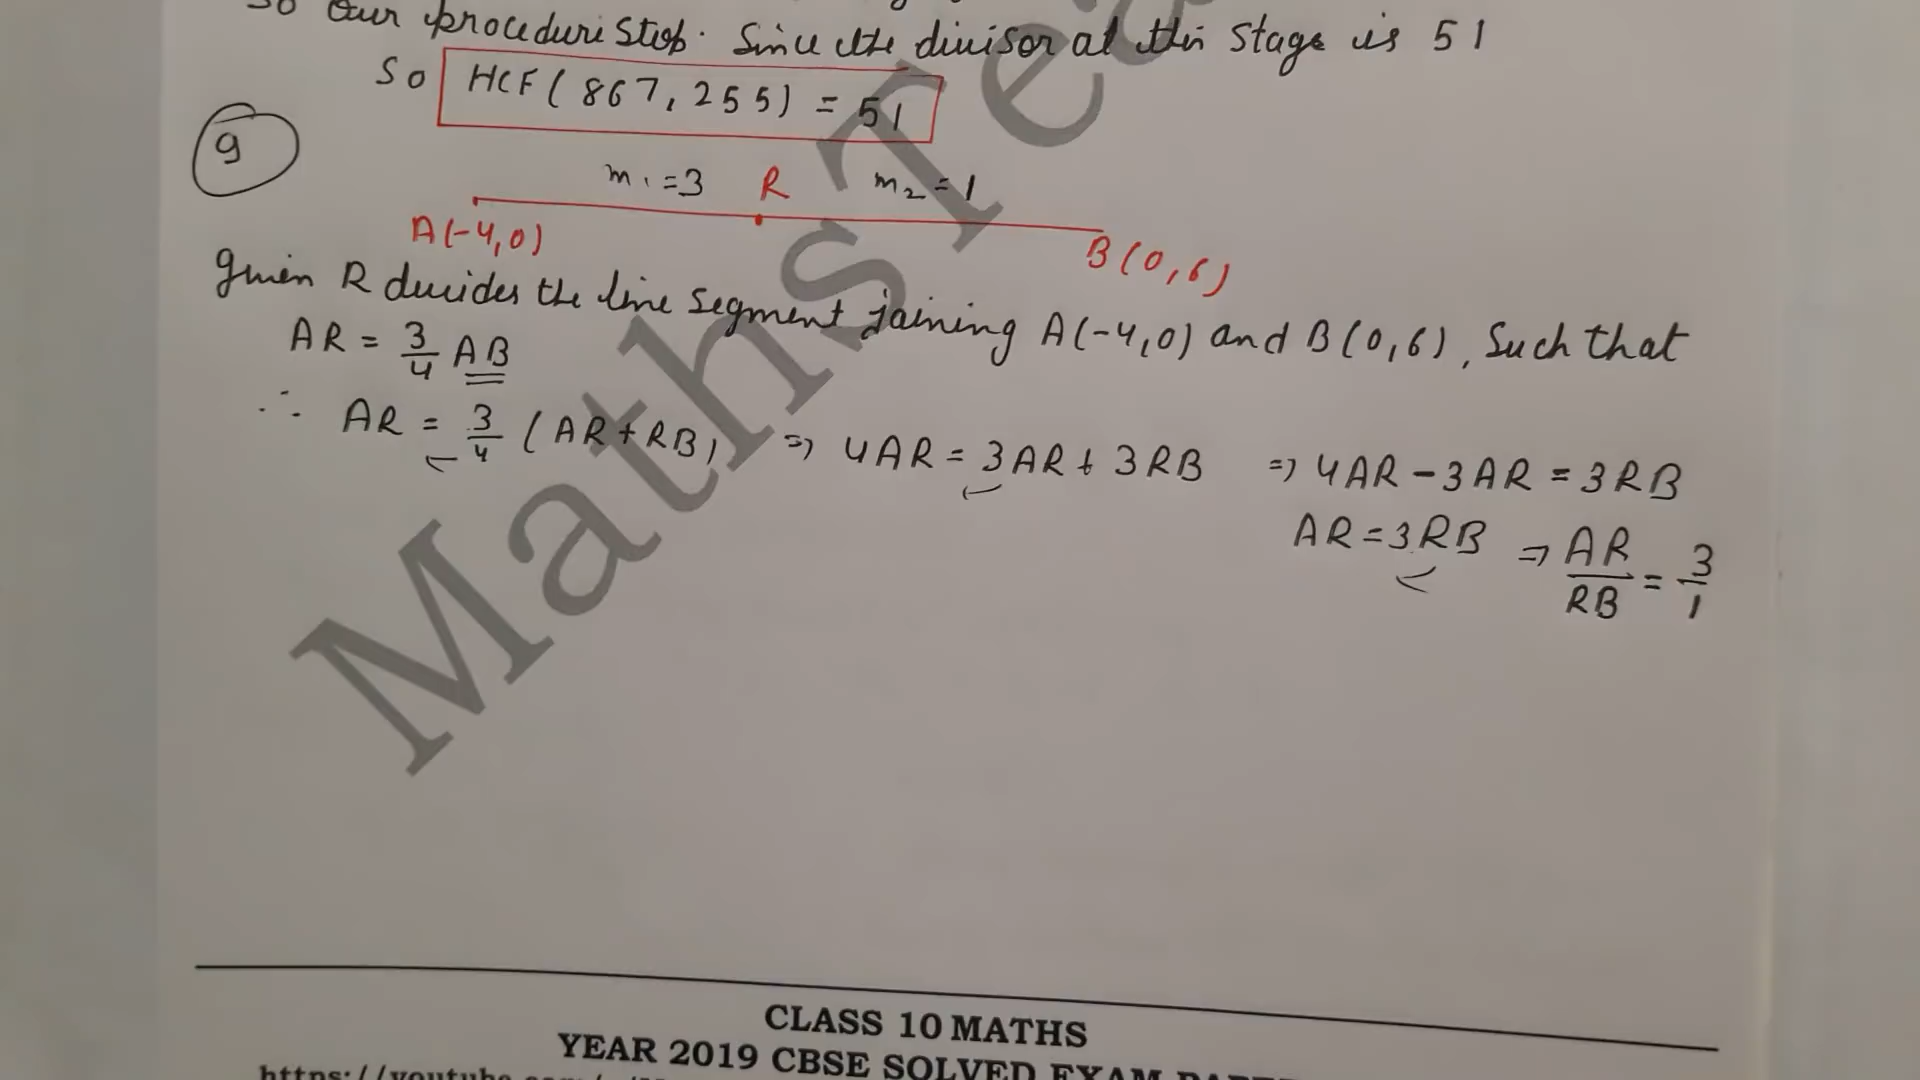 So Our procedure Stop. Since the divisor at this Stage is 51
So HCF(867,255) = 51
9
m₁=3 R m₂=1
A(-4,0) B(0,6)
given R divides the line segment joining A(-4,0) and B(0,6), Such that
AR = 3/4 AB
∴ AR = 3/4 (AR+RB) => 4AR = 3AR+3RB => 4AR-3AR=3RB
AR=3RB => AR/RB = 3/1
CLASS 10 MATHS
YEAR 2019 CBSE SOLVED EXAM